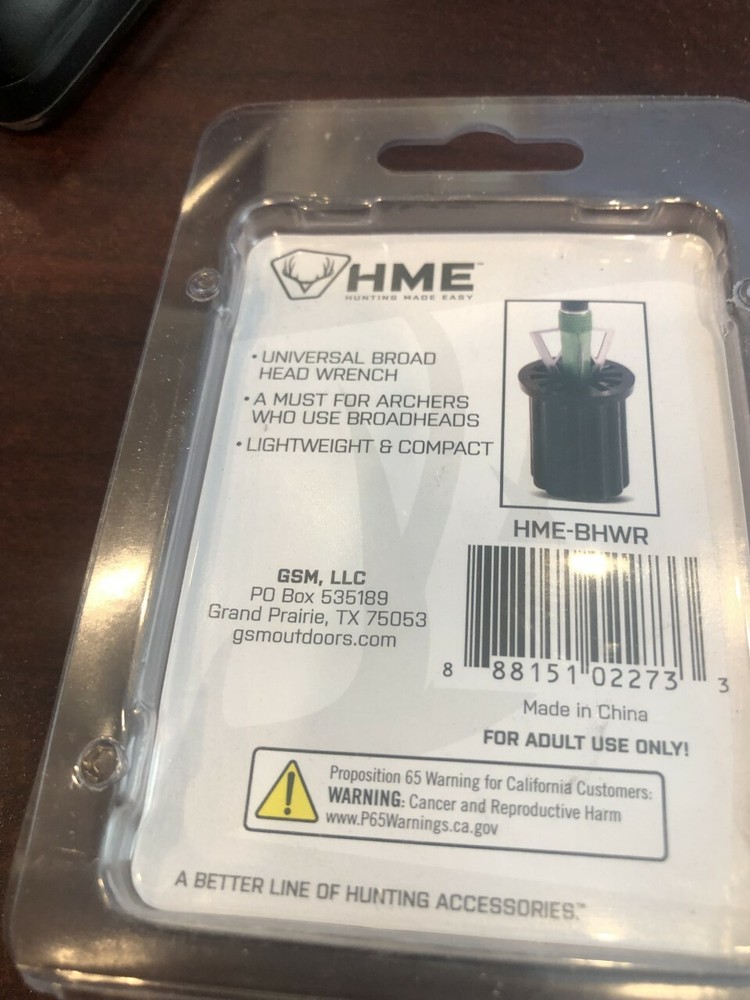 HME™
HUNTING MADE EASY
• UNIVERSAL BROAD
HEAD WRENCH
• A MUST FOR ARCHERS
WHO USE BROADHEADS
• LIGHTWEIGHT & COMPACT
HME-BHWR
GSM, LLC
PO Box 535189
Grand Prairie, TX 75053
gsmoutdoors.com
8 88151 02273 3
Made in China
FOR ADULT USE ONLY!
Proposition 65 Warning for California Customers:
WARNING: Cancer and Reproductive Harm
www.P65Warnings.ca.gov
A BETTER LINE OF HUNTING ACCESSORIES.™